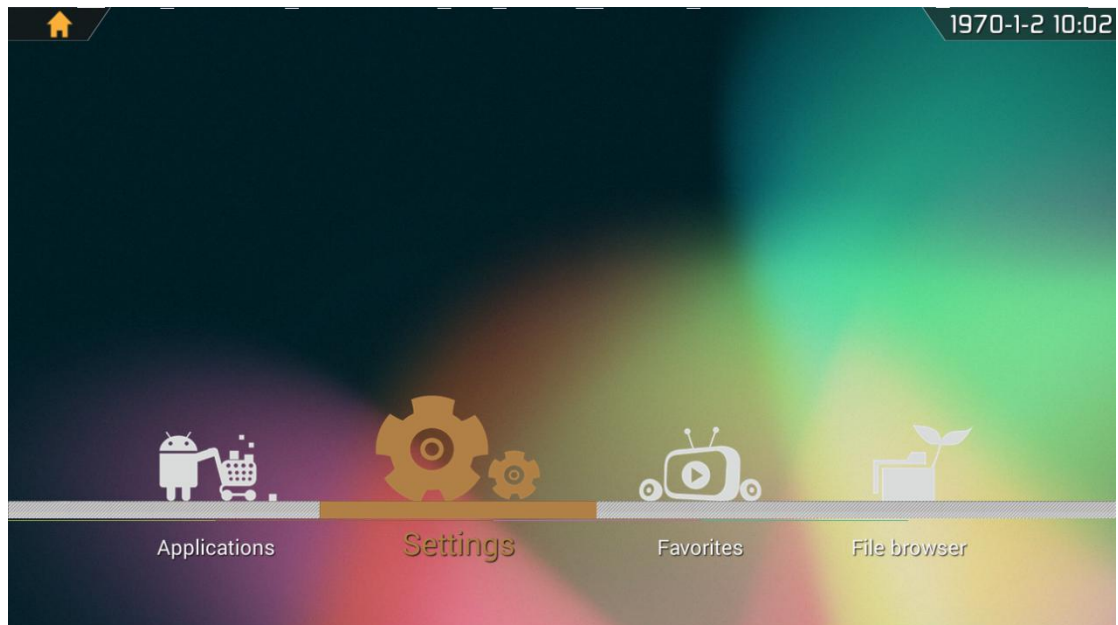 1970-1-2 10:02
Applications
Settings
Favorites
File browser